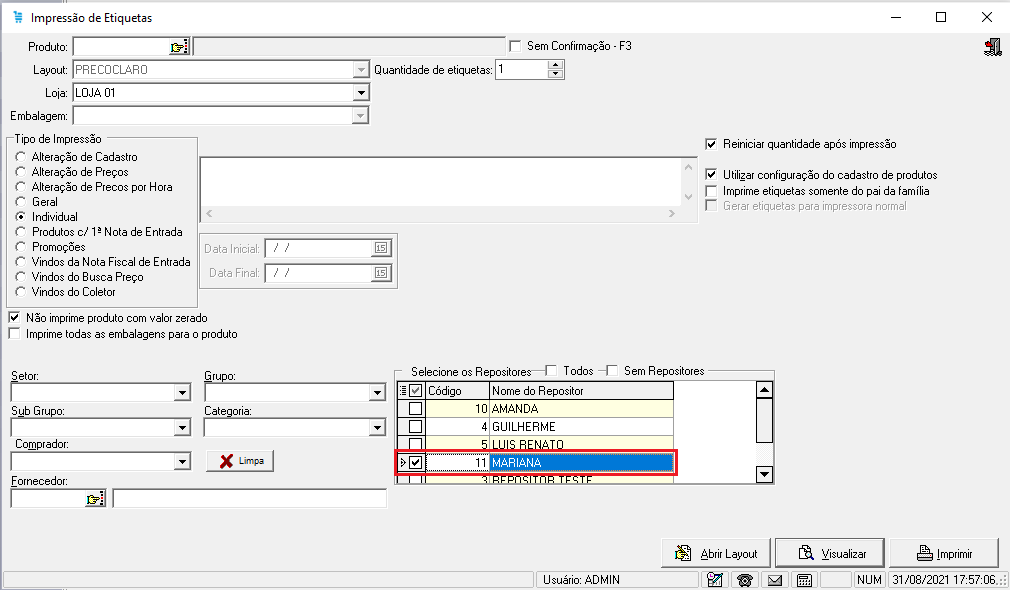 Impressão de Etiquetas
Produto:
Sem Confirmação - F3
Layout: PRECOCLARO Quantidade de etiquetas: 1
Loja: LOJA 01
Embalagem:
Tipo de Impressão
Alteração de Cadastro
Alteração de Preços
Alteração de Precos por Hora
Geral
Individual
Produtos c/ 1ª Nota de Entrada
Promoções
Vindos da Nota Fiscal de Entrada
Vindos do Busca Preço
Vindos do Coletor
Reiniciar quantidade após impressão
Utilizar configuração do cadastro de produtos
Imprime etiquetas somente do pai da família
Gerar etiquetas para impressora normal
Data Inicial: / / 15
Data Final: / / 15
Não imprime produto com valor zerado
Imprime todas as embalagens para o produto
Setor: Grupo:
Sub Grupo: Categoria:
Comprador:
Limpa
Fornecedor:
Selecione os Repositores Todos Sem Repositores
Código Nome do Repositor
10 AMANDA
4 GUILHERME
5 LUIS RENATO
11 MARIANA
3 REPOSITOR TESTE
Abrir Layout Visualizar Imprimir
Usuário: ADMIN NUM 31/08/2021 17:57:06